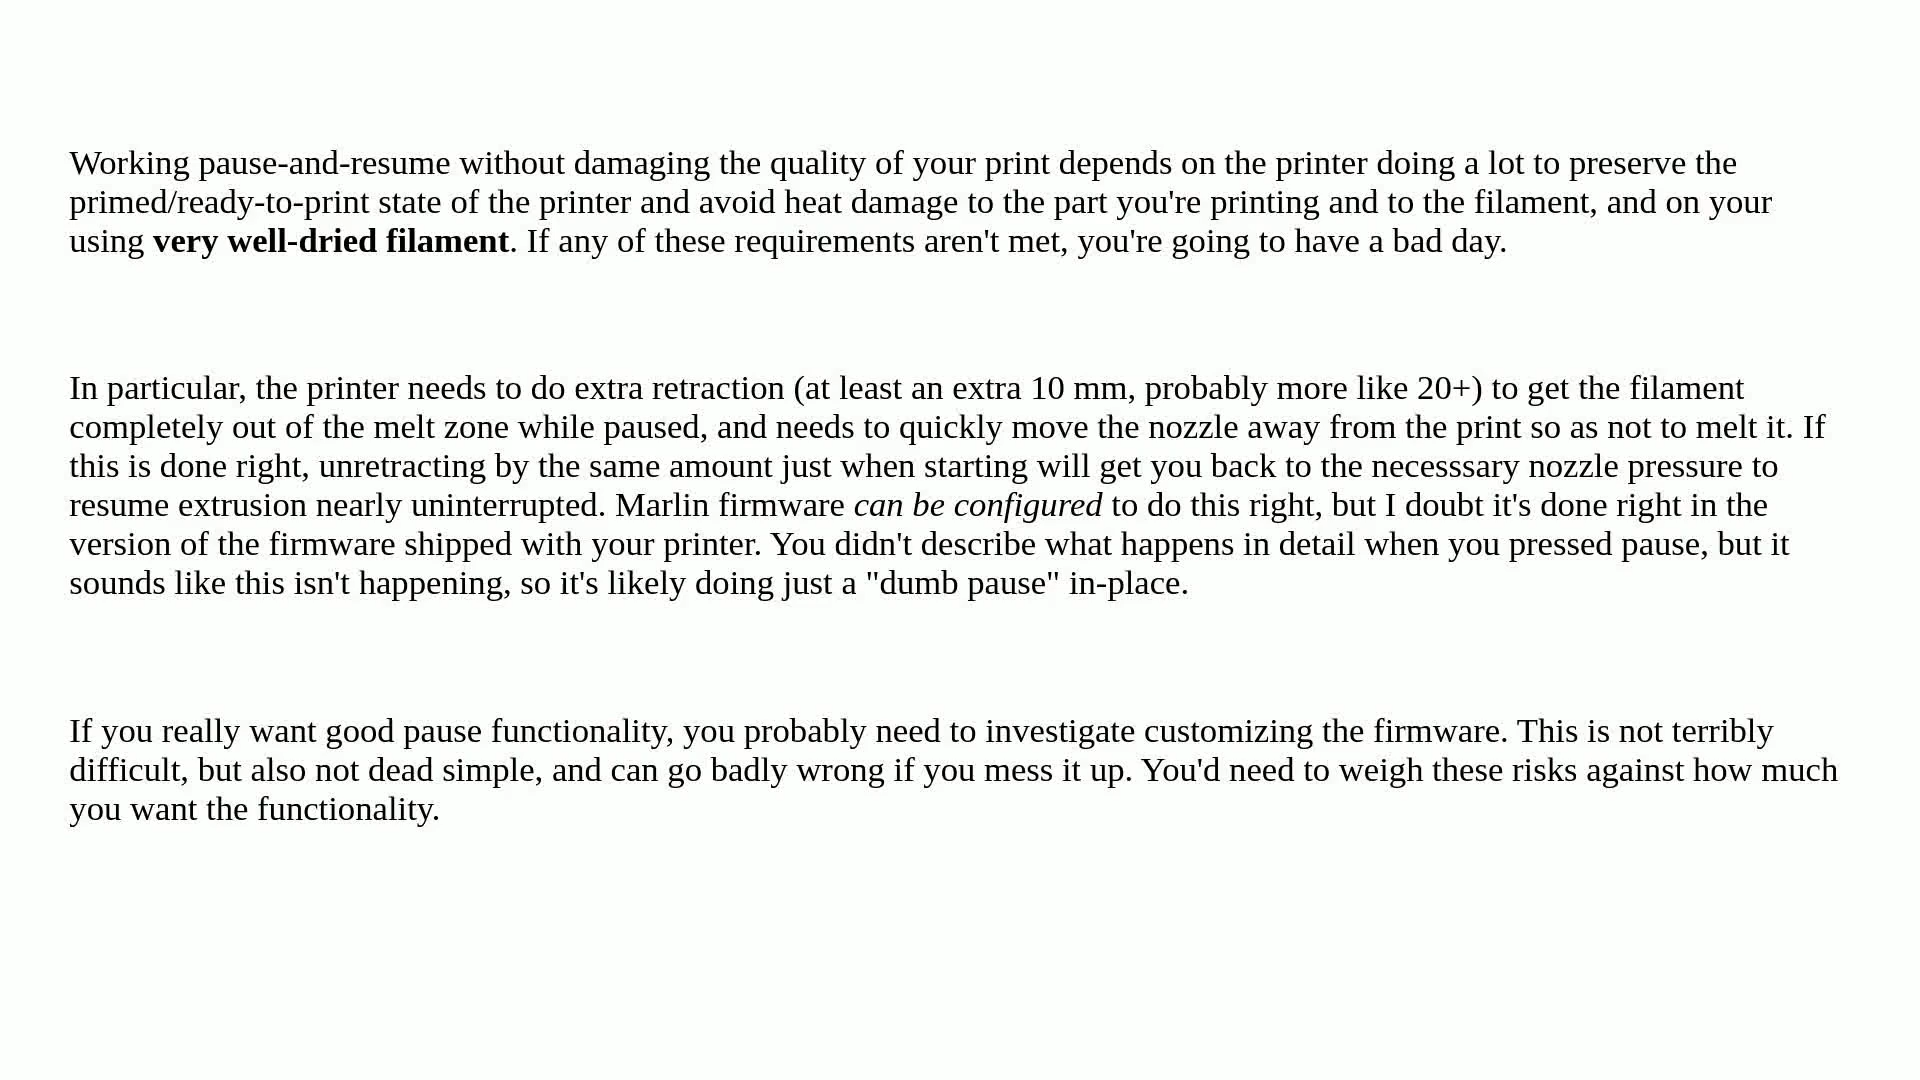 Working pause-and-resume without damaging the quality of your print depends on the printer doing a lot to preserve the
primed/ready-to-print state of the printer and avoid heat damage to the part you're printing and to the filament, and on your
using very well-dried filament. If any of these requirements aren't met, you're going to have a bad day.
In particular, the printer needs to do extra retraction (at least an extra 10 mm, probably more like 20+) to get the filament
completely out of the melt zone while paused, and needs to quickly move the nozzle away from the print so as not to melt it. If
this is done right, unretracting by the same amount just when starting will get you back to the necesssary nozzle pressure to
resume extrusion nearly uninterrupted. Marlin firmware can be configured to do this right, but I doubt it's done right in the
version of the firmware shipped with your printer. You didn't describe what happens in detail when you pressed pause, but it
sounds like this isn't happening, so it's likely doing just a "dumb pause" in-place.
If you really want good pause functionality, you probably need to investigate customizing the firmware. This is not terribly
difficult, but also not dead simple, and can go badly wrong if you mess it up. You'd need to weigh these risks against how much
you want the functionality.